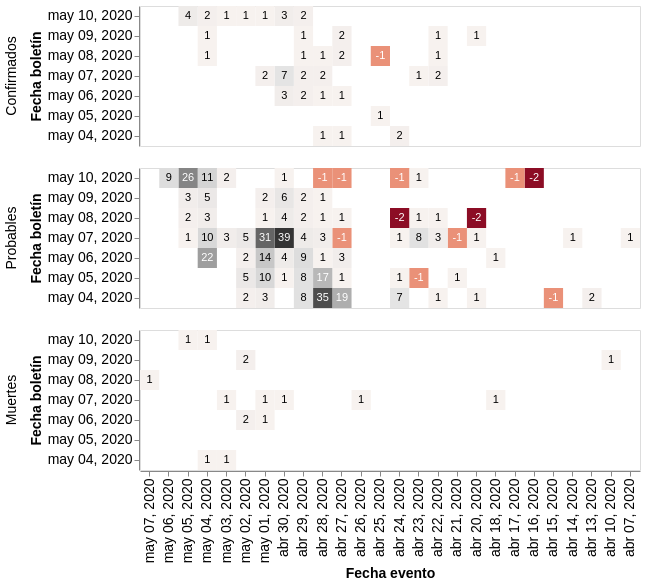 Confirmados
Fecha boletín
may 10, 2020 4 2 1 1 1 3 2
may 09, 2020 1 1 2 1 1
may 08, 2020 1 1 1 2 -1 1
may 07, 2020 2 7 2 2 1 2
may 06, 2020 3 2 1 1
may 05, 2020 1
may 04, 2020 1 1 2
Probables
Fecha boletín
may 10, 2020 9 26 11 2 1 -1 -1 -1 1 -1 -2
may 09, 2020 3 5 2 6 2 1
may 08, 2020 2 3 1 4 2 1 1 -2 1 1 -2
may 07, 2020 1 10 3 5 31 39 4 3 -1 1 8 3 -1 1 1 1
may 06, 2020 22 2 14 4 9 1 3 1
may 05, 2020 5 10 1 8 17 1 1 -1 1
may 04, 2020 2 3 8 35 19 7 1 1 -1 2
Muertes
Fecha boletín
may 10, 2020 1 1
may 09, 2020 2 1
may 08, 2020 1
may 07, 2020 1 1 1 1 1
may 06, 2020 2 1
may 05, 2020
may 04, 2020 1 1
may 07, 2020
may 06, 2020
may 05, 2020
may 04, 2020
may 03, 2020
may 02, 2020
may 01, 2020
abr 30, 2020
abr 29, 2020
abr 28, 2020
abr 27, 2020
abr 26, 2020
abr 25, 2020
abr 24, 2020
abr 23, 2020
abr 22, 2020
abr 21, 2020
abr 20, 2020
abr 18, 2020
abr 17, 2020
abr 16, 2020
abr 15, 2020
abr 14, 2020
abr 13, 2020
abr 10, 2020
abr 07, 2020
Fecha evento